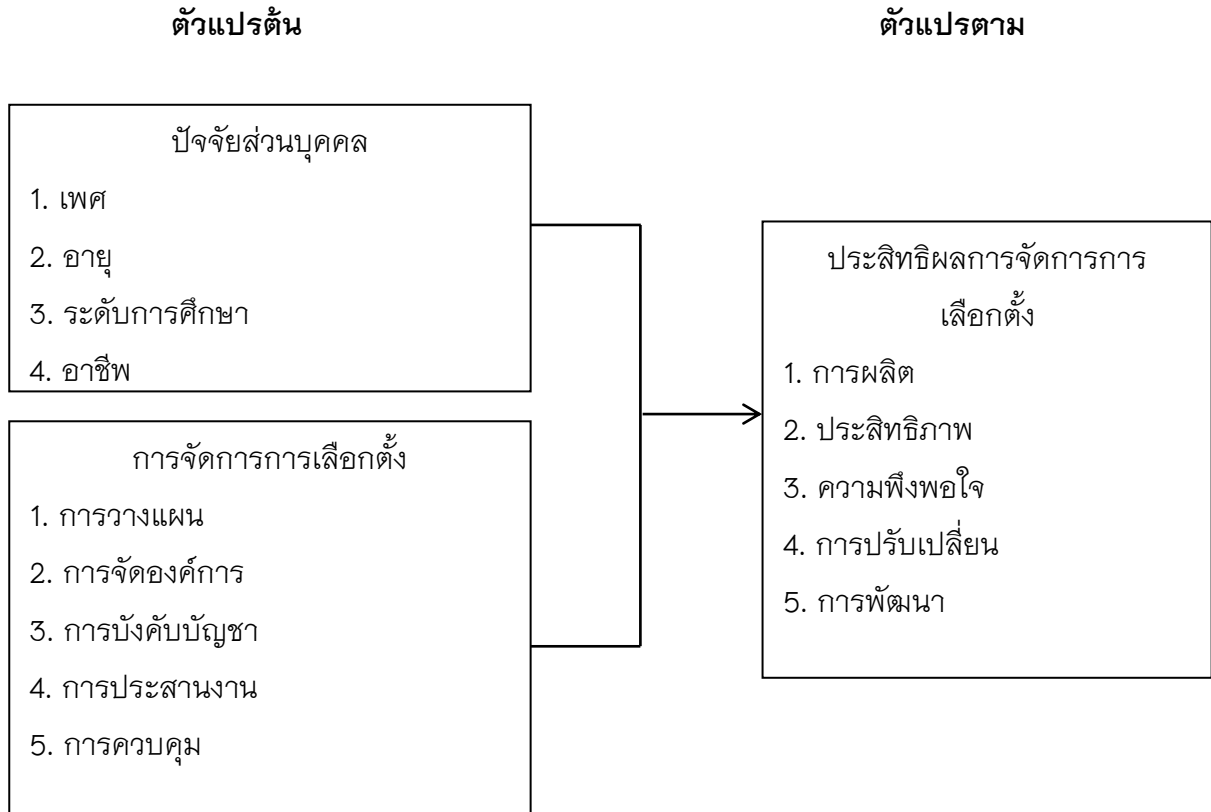 ตัวแปรต้น
ตัวแปรตาม
ปัจจัยส่วนบุคคล
1. เพศ
2. อายุ
3. ระดับการศึกษา
4. อาชีพ
การจัดการการเลือกตั้ง
1. การวางแผน
2. การจัดองค์การ
3. การบังคับบัญชา
4. การประสานงาน
5. การควบคุม
ประสิทธิผลการจัดการการ
เลือกตั้ง
1. การผลิต
2. ประสิทธิภาพ
3. ความพึงพอใจ
4. การปรับเปลี่ยน
5. การพัฒนา